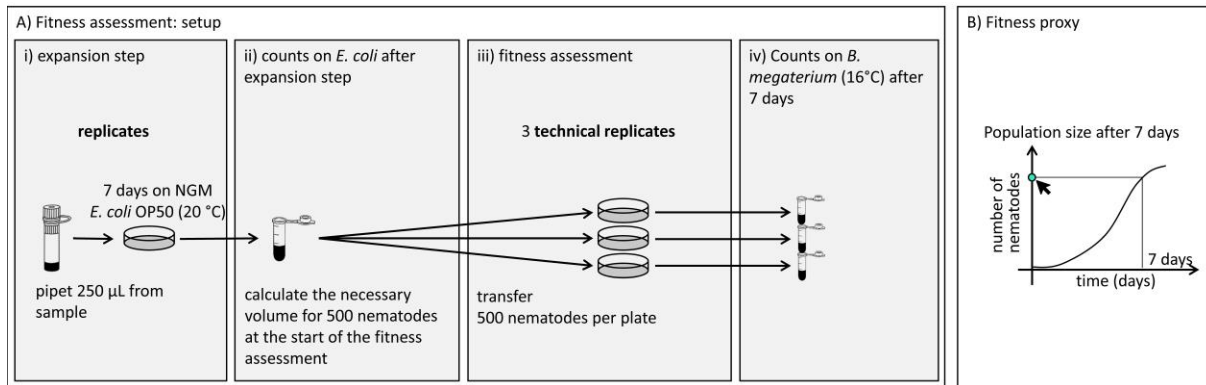 A) Fitness assessment: setup
i) expansion step
replicates
7 days on NGM
E. coli OP50 (20 °C)
pipet 250 µL from
sample
ii) counts on E. coli after
expansion step
calculate the necessary
volume for 500 nematodes
at the start of the fitness
assessment
iii) fitness assessment
3 technical replicates
transfer
500 nematodes per plate
iv) Counts on B.
megaterium (16°C) after
7 days
B) Fitness proxy
Population size after 7 days
number of
nematodes
7 days
time (days)